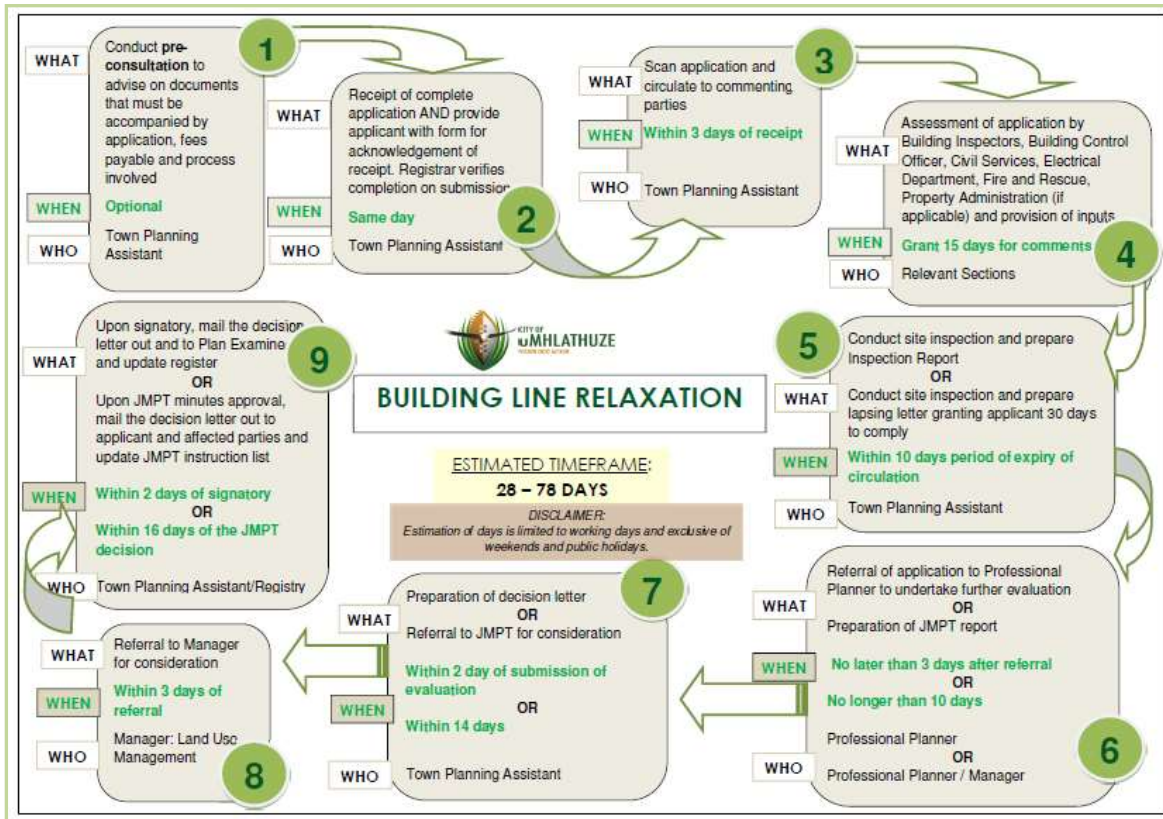 1
WHAT
Conduct pre-
consultation to
advise on documents
that must be
accompanied by
application, fees
payable and process
involved
WHEN
Optional
WHO
Town Planning
Assistant
2
WHAT
Receipt of complete
application AND provide
applicant with form for
acknowledgement of
receipt. Registrar verifies
completion on submission
WHEN
Same day
WHO
Town Planning Assistant
3
WHAT
Scan application and
circulate to commenting
parties
WHEN
Within 3 days of receipt
WHO
Town Planning Assistant
4
WHAT
Assessment of application by
Building Inspectors, Building Control
Officer, Civil Services, Electrical
Department, Fire and Rescue,
Property Administration (if
applicable) and provision of inputs
WHEN
Grant 15 days for comments
WHO
Relevant Sections
CITY OF
uMHLATHUZE
BUILDING LINE RELAXATION
ESTIMATED TIMEFRAME:
28 – 78 DAYS
DISCLAIMER:
Estimation of days is limited to working days and exclusive of
weekends and public holidays.
5
WHAT
Conduct site inspection and prepare
Inspection Report
OR
Conduct site inspection and prepare
lapsing letter granting applicant 30 days
to comply
WHEN
Within 10 days period of expiry of
circulation
WHO
Town Planning Assistant
6
WHAT
Referral of application to Professional
Planner to undertake further evaluation
OR
Preparation of JMPT report
WHEN
No later than 3 days after referral
OR
No longer than 10 days
WHO
Professional Planner
OR
Professional Planner / Manager
7
WHAT
Preparation of decision letter
OR
Referral to JMPT for consideration
WHEN
Within 2 day of submission of
evaluation
OR
Within 14 days
WHO
Town Planning Assistant
8
WHAT
Referral to Manager
for consideration
WHEN
Within 3 days of
referral
WHO
Manager: Land Use
Management
9
WHAT
Upon signatory, mail the decision
letter out and to Plan Examine
and update register
OR
Upon JMPT minutes approval,
mail the decision letter out to
applicant and affected parties and
update JMPT instruction list
WHEN
Within 2 days of signatory
OR
Within 16 days of the JMPT
decision
WHO
Town Planning Assistant/Registry